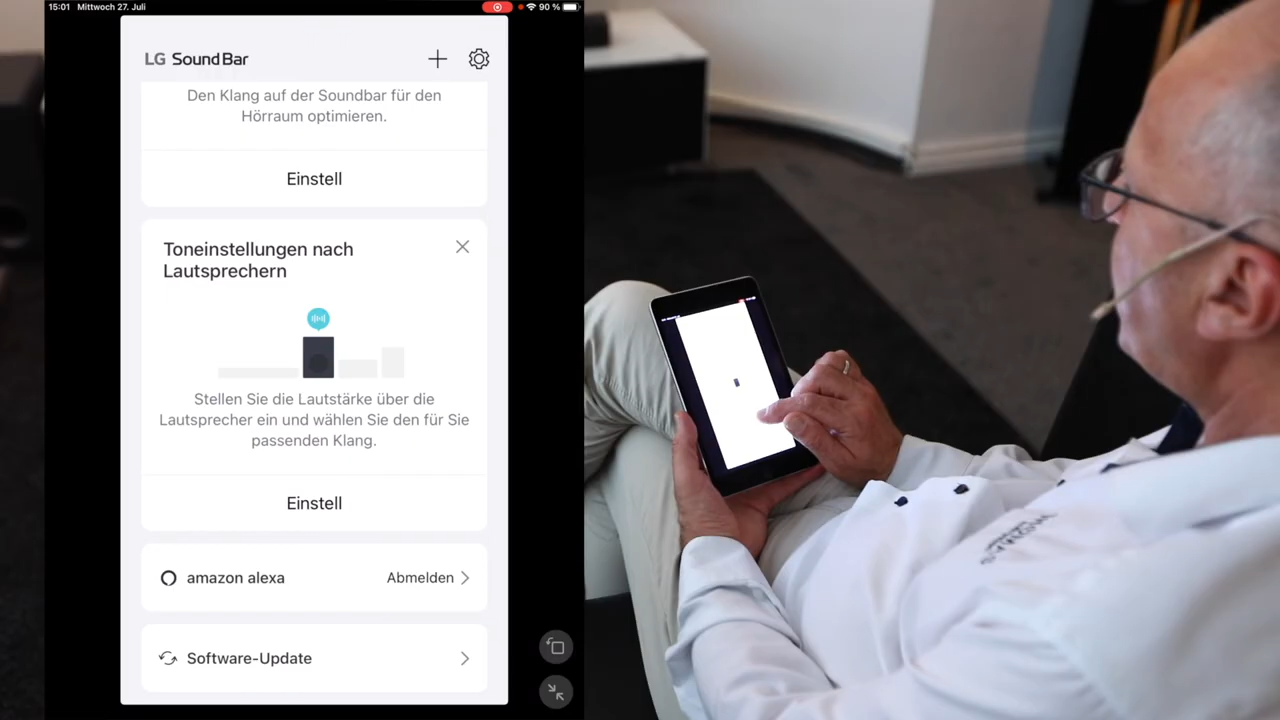 15:01 Mittwoch 27. Juli
90 %
LG Sound Bar
Den Klang auf der Soundbar für den
Hörraum optimieren.
Einstell
Toneinstellungen nach
Lautsprechern
Stellen Sie die Lautstärke über die
Lautsprecher ein und wählen Sie den für Sie
passenden Klang.
Einstell
amazon alexa
Abmelden
Software-Update